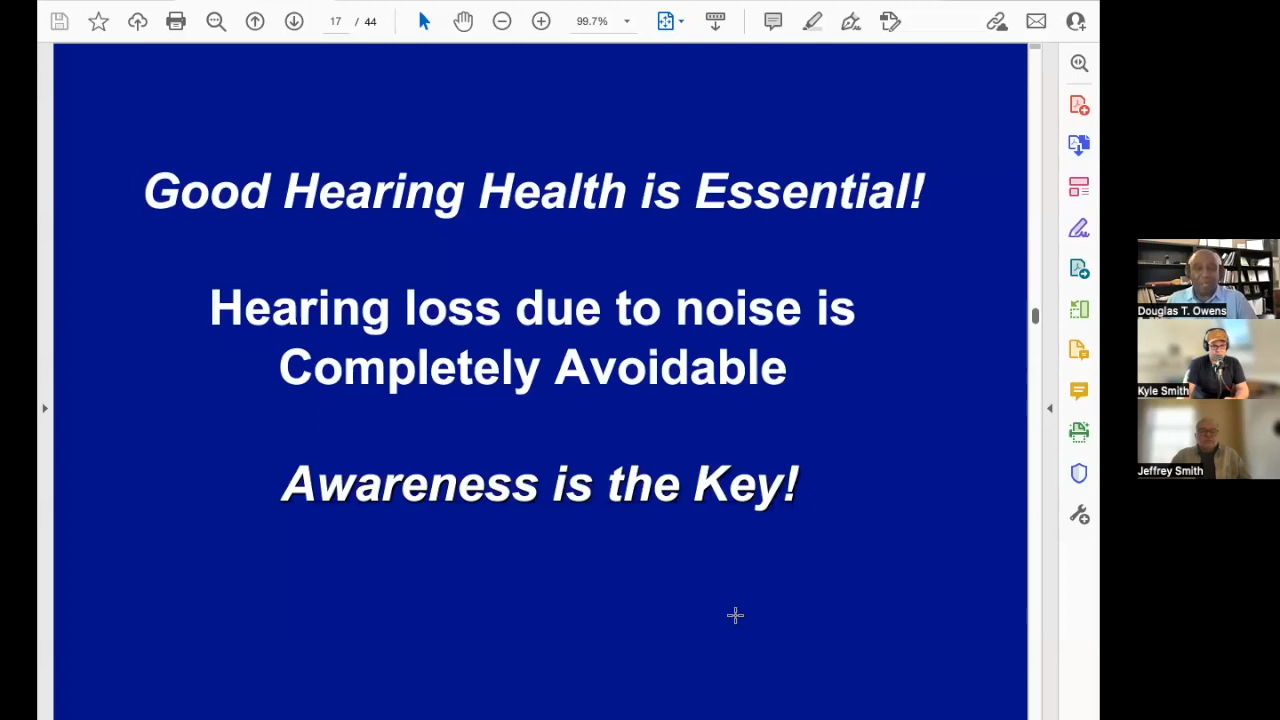 17 / 44
99.7%
Good Hearing Health is Essential!
Hearing loss due to noise is
Completely Avoidable
Awareness is the Key!
Douglas T. Owens
Kyle Smith
Jeffrey Smith